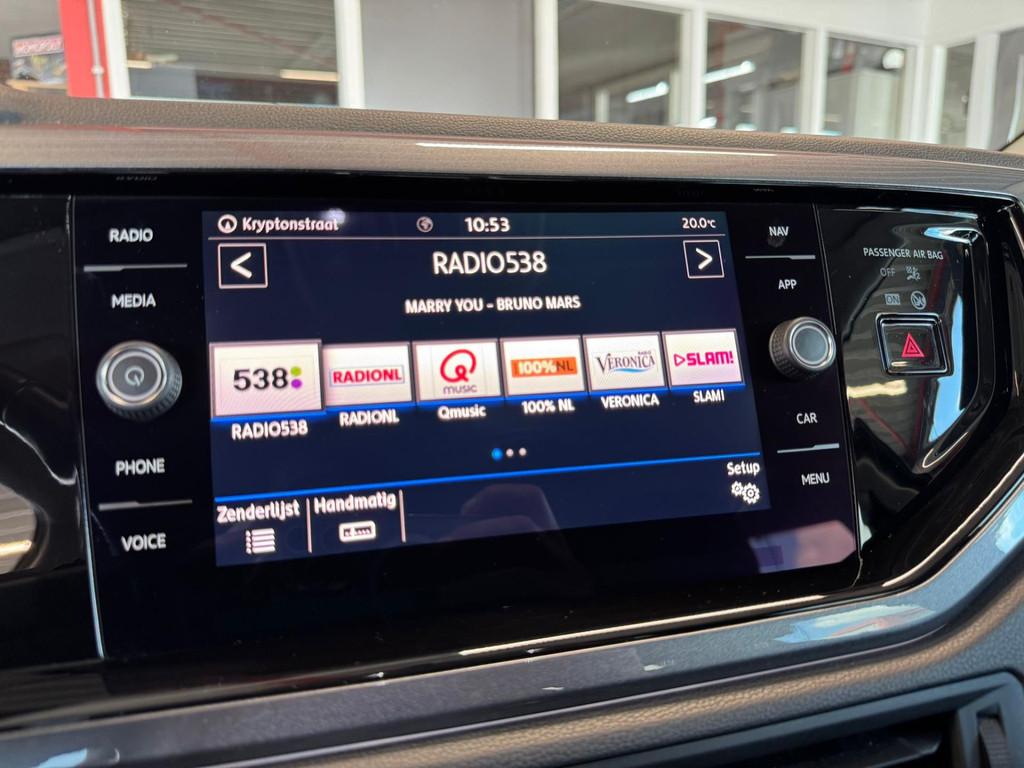 MONOPOLY
RADIO
MEDIA
PHONE
VOICE
Kryptonstraat
10:53
20.0°C
<
RADIO538
>
MARRY YOU - BRUNO MARS
538
RADIONL
Q
music
100%NL
RADIO
VERONICA
SLAM!
RADIO538
RADIONL
Qmusic
100% NL
VERONICA
SLAM!
Zenderlijst
Handmatig
Setup
NAV
APP
CAR
MENU
PASSENGER AIR BAG
OFF
ON